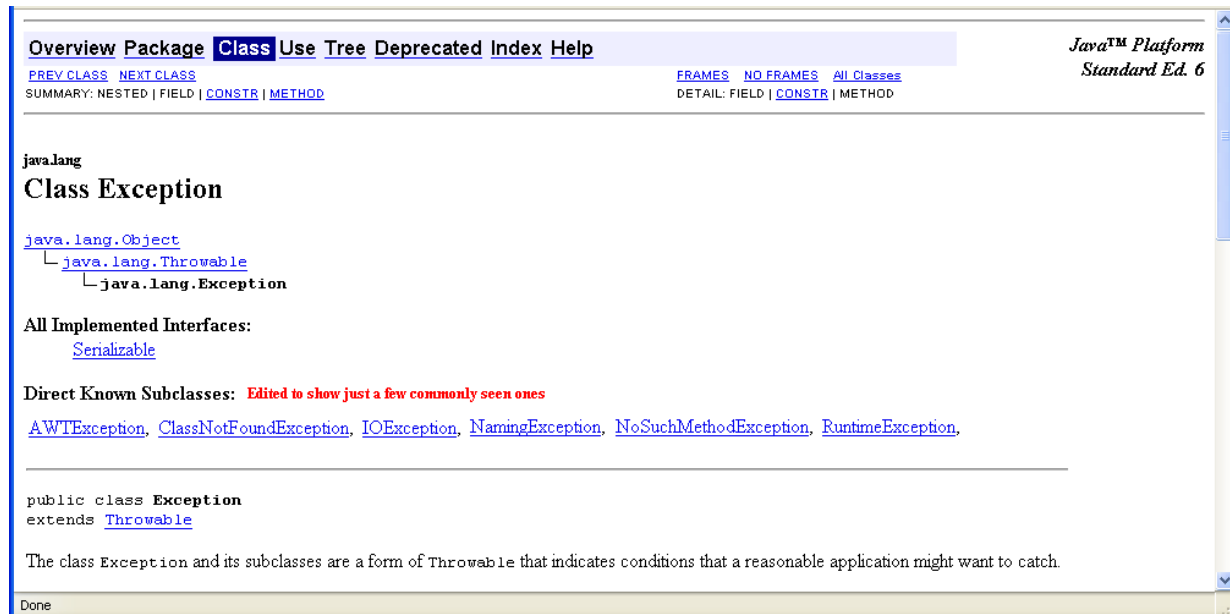 Overview Package Class Use Tree Deprecated Index Help
Java™ Platform
Standard Ed. 6
PREV CLASS NEXT CLASS
FRAMES NO FRAMES All Classes
SUMMARY: NESTED | FIELD | CONSTR | METHOD
DETAIL: FIELD | CONSTR | METHOD
java.lang
Class Exception
java.lang.Object
java.lang.Throwable
java.lang.Exception
All Implemented Interfaces:
Serializable
Direct Known Subclasses: Edited to show just a few commonly seen ones
AWTException, ClassNotFoundException, IOException, NamingException, NoSuchMethodException, RuntimeException,
public class Exception
extends Throwable
The class Exception and its subclasses are a form of Throwable that indicates conditions that a reasonable application might want to catch.
Done